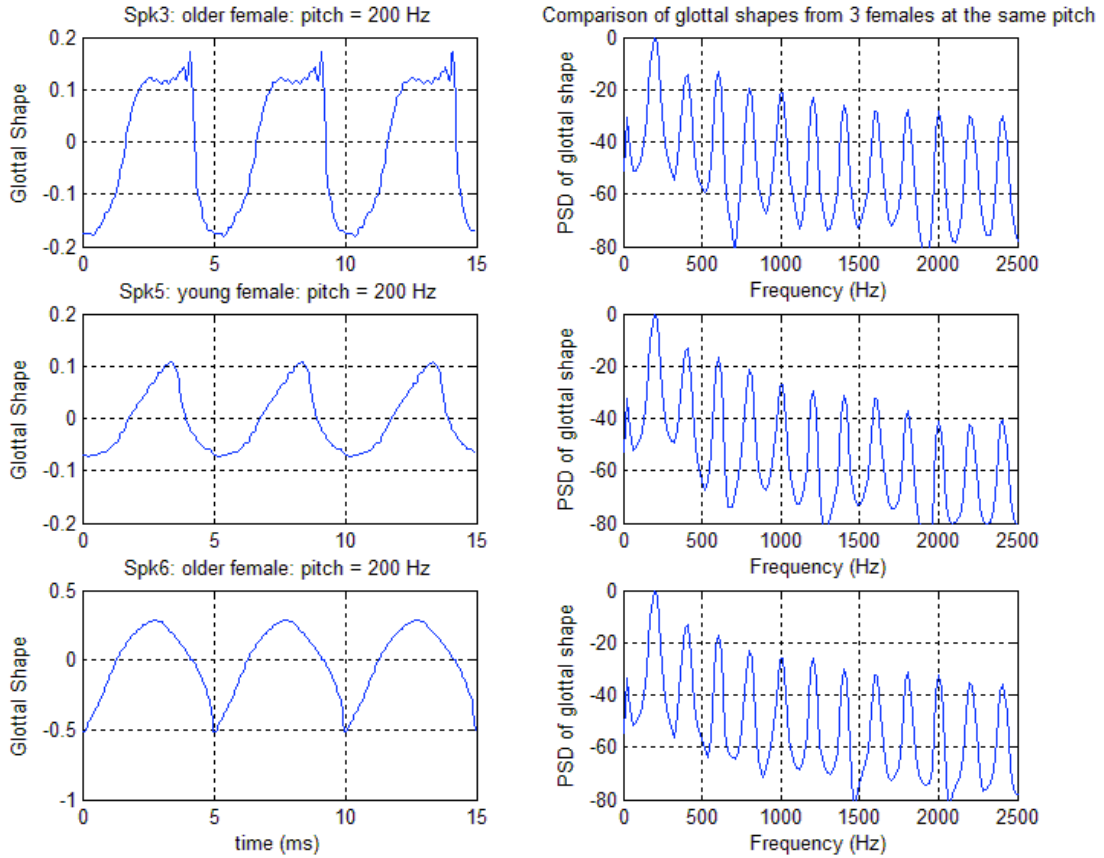 Spk3: older female: pitch = 200 Hz
Glottal Shape
0.2
0.1
0
-0.1
-0.2
0 5 10 15
Comparison of glottal shapes from 3 females at the same pitch
PSD of glottal shape
0
-20
-40
-60
-80
0 500 1000 1500 2000 2500
Frequency (Hz)
Spk5: young female: pitch = 200 Hz
Glottal Shape
0.2
0.1
0
-0.1
-0.2
0 5 10 15
PSD of glottal shape
0
-20
-40
-60
-80
0 500 1000 1500 2000 2500
Frequency (Hz)
Spk6: older female: pitch = 200 Hz
Glottal Shape
0.5
0
-0.5
-1
0 5 10 15
time (ms)
PSD of glottal shape
0
-20
-40
-60
-80
0 500 1000 1500 2000 2500
Frequency (Hz)